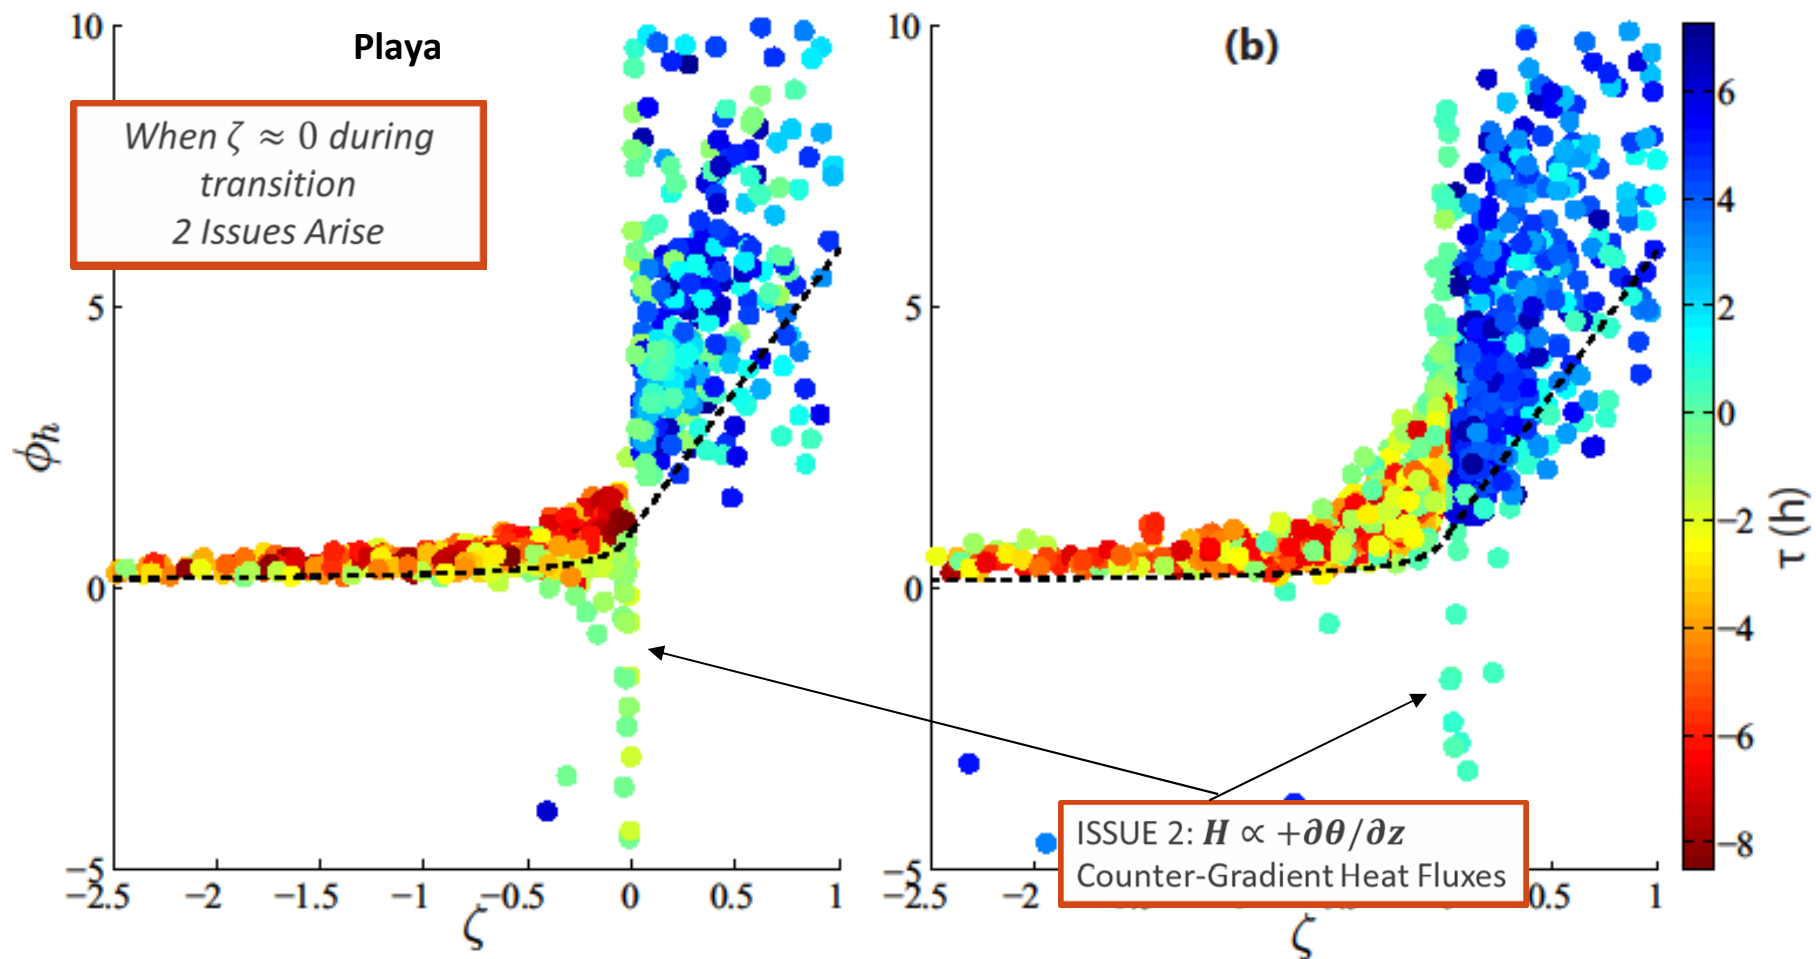 Playa
(b)
When ζ ≈ 0 during
transition
2 Issues Arise
10
5
0
−5
ϕh
−2.5 −2 −1.5 −1 −0.5 0 0.5 1
ζ
10
5
0
−5
−2.5 −2 0.5 1
ζ
ISSUE 2: H ∝ +∂θ/∂z
Counter-Gradient Heat Fluxes
6
4
2
0
−2
−4
−6
−8
τ (h)